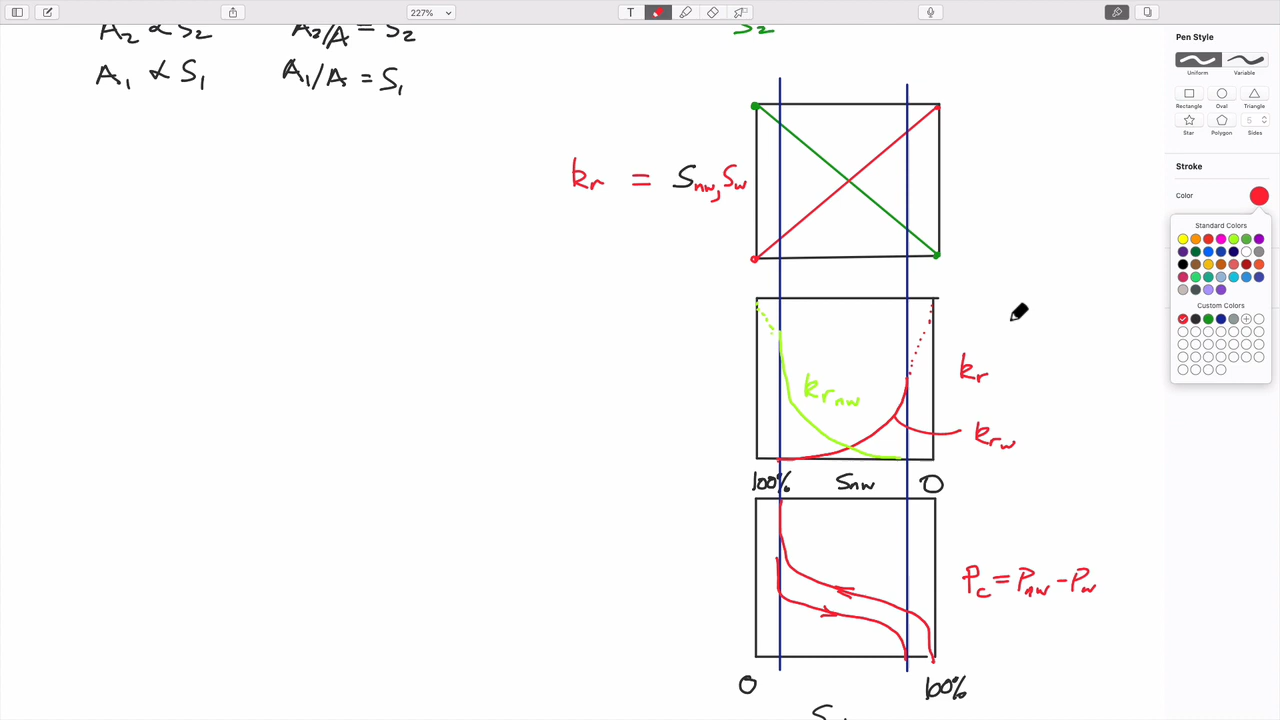 227%
T
A₂ ∝ S₂ A₂/A = S₂
S₂
A₁ ∝ S₁ A₁/A = S₁
kr = Snw, Sw
krnw
kr
krw
100% Snw 0
Pc = Pnw - Pw
0 100%
Pen Style
Uniform Variable
Rectangle Oval Triangle
5
Star Polygon Sides
Stroke
Color
Standard Colors
Custom Colors